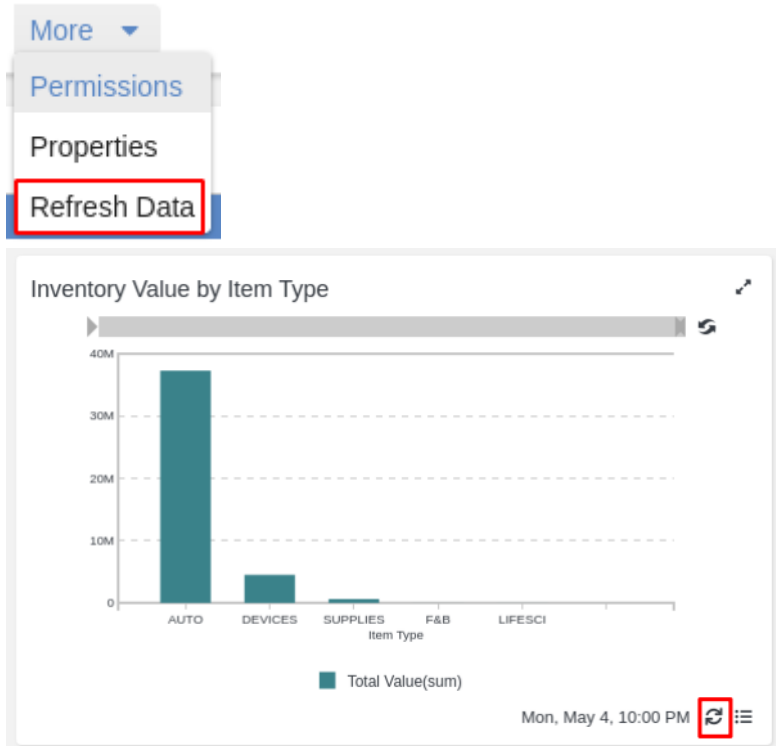 More
Permissions
Properties
Refresh Data
Inventory Value by Item Type
40M
30M
20M
10M
0
AUTO DEVICES SUPPLIES F&B LIFESCI
Item Type
Total Value(sum)
Mon, May 4, 10:00 PM